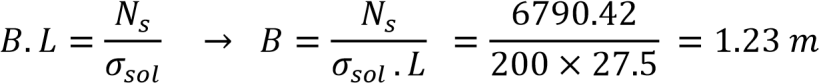 B.L = N_s / σ_sol → B = N_s / (σ_sol . L) = 6790.42 / (200 × 27.5) = 1.23 m